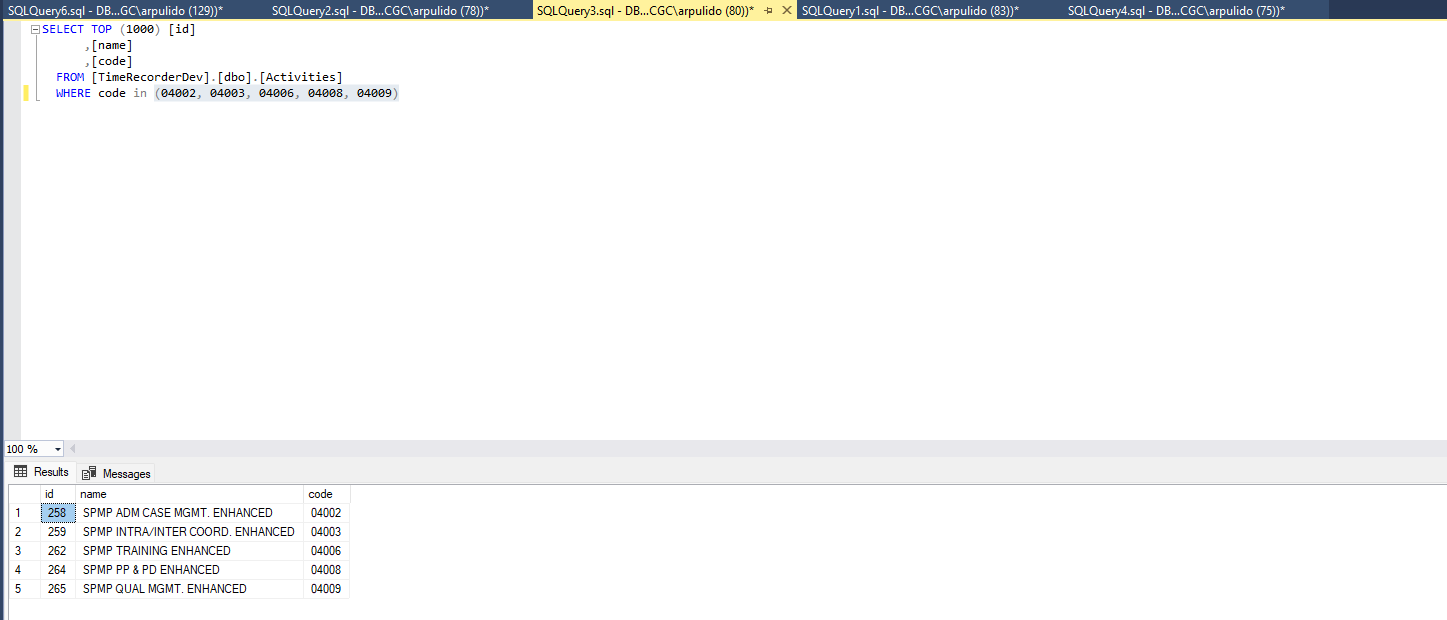 SQLQuery6.sql - DB...GC\arpulido (129))* SQLQuery2.sql - DB...CGC\arpulido (78))* SQLQuery3.sql - DB...CGC\arpulido (80))* SQLQuery1.sql - DB...CGC\arpulido (83))* SQLQuery4.sql - DB...CGC\arpulido (75))*
SELECT TOP (1000) [id]
,[name]
,[code]
FROM [TimeRecorderDev].[dbo].[Activities]
WHERE code in (04002, 04003, 04006, 04008, 04009)
100 %
Results Messages
id name code
1 258 SPMP ADM CASE MGMT. ENHANCED 04002
2 259 SPMP INTRA/INTER COORD. ENHANCED 04003
3 262 SPMP TRAINING ENHANCED 04006
4 264 SPMP PP & PD ENHANCED 04008
5 265 SPMP QUAL MGMT. ENHANCED 04009